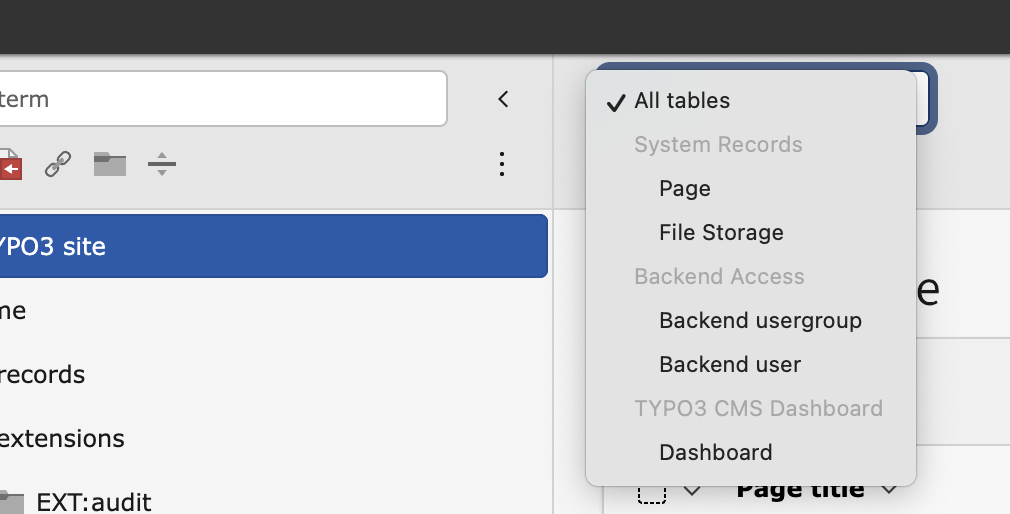 term
YPO3 site
me
records
extensions
EXT:audit
All tables
System Records
Page
File Storage
Backend Access
Backend usergroup
Backend user
TYPO3 CMS Dashboard
Dashboard
e
Page title